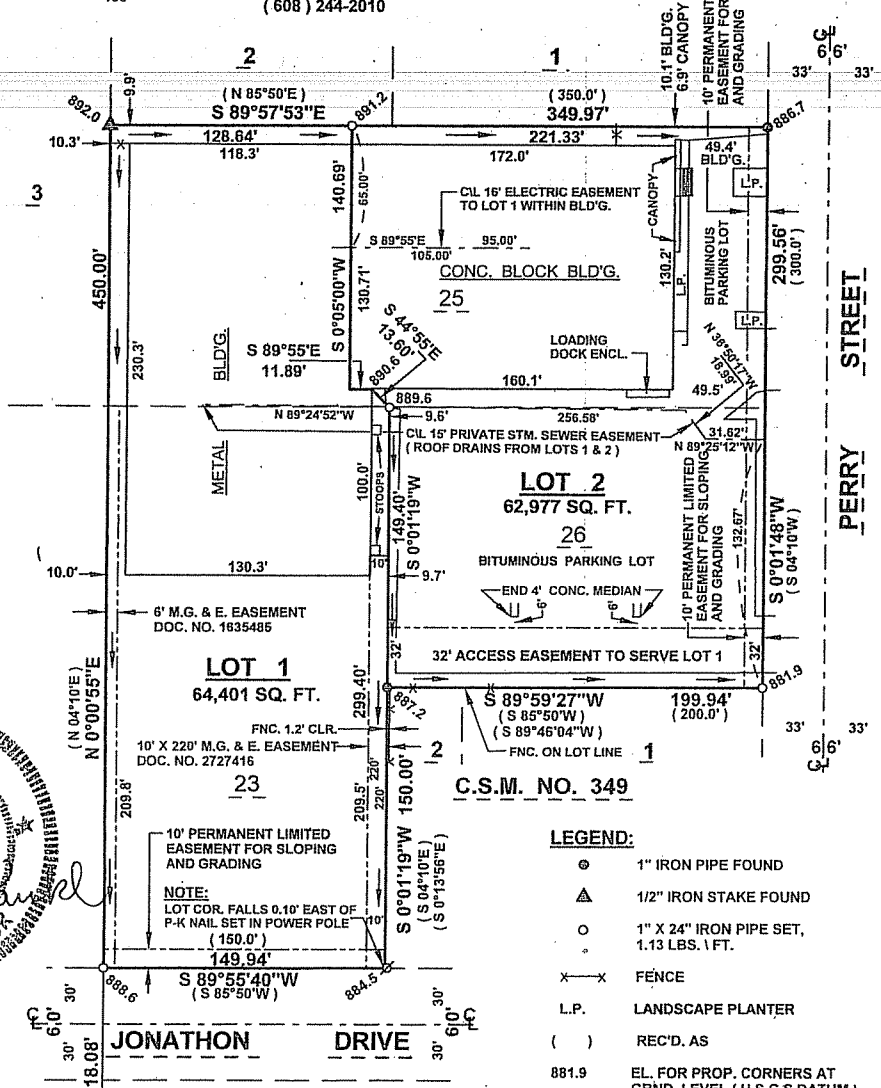 ( 608 ) 244-2010
2
1
3
10.1' BLD'G.
6.9' CANOPY
10' PERMANENT
EASEMENT FOR
AND GRADING
33'
33'
6 6'
9.9'
892.0
( N 85°50'E )
S 89°57'53"E
891.2
( 350.0' )
349.97'
886.7
10.3'
128.64'
118.3'
221.33'
172.0'
49.4'
BLD'G.
L.P.
140.69'
65.00'
C\L 16' ELECTRIC EASEMENT
TO LOT 1 WITHIN BLD'G.
CANOPY
S 89°55'E
95.00'
105.00'
CONC. BLOCK BLD'G.
25
130.2'
L.P.
BITUMINOUS
PARKING LOT
299.56'
( 300.0' )
450.00'
S 0°05'00"W
130.71'
S 44°55'E
13.60'
230.3'
BLD'G.
S 89°55'E
11.89'
890.6
LOADING
DOCK ENCL.
L.P.
N 36°50'17"W
18.99'
160.1'
49.5'
889.6
N 89°24'52"W
9.6'
256.58'
C\L 15' PRIVATE STM. SEWER EASEMENT
( ROOF DRAINS FROM LOTS 1 & 2 )
31.62'
N 89°25'12"W
METAL
100.0'
STOOPS
149.40'
S 0°01'19"W
LOT 2
62,977 SQ. FT.
26
BITUMINOUS PARKING LOT
10' PERMANENT LIMITED
EASEMENT FOR SLOPING
AND GRADING
132.67'
S 0°01'48"W
( S 04°10'W )
PERRY STREET
10.0'
130.3'
10'
9.7'
END 4' CONC. MEDIAN
6'
6'
6' M.G. & E. EASEMENT
DOC. NO. 1635485
32'
32' ACCESS EASEMENT TO SERVE LOT 1
32'
LOT 1
64,401 SQ. FT.
( N 04°10'E )
N 0°00'55"E
299.40'
887.2
S 89°59'27"W
( S 85°50'W )
( S 89°46'04"W )
199.94'
( 200.0' )
881.9
33'
33'
6 6'
FNC. 1.2' CLR.
10' X 220' M.G. & E. EASEMENT
DOC. NO. 2727416
2
FNC. ON LOT LINE
1
C.S.M. NO. 349
23
209.8'
209.5'
220'
220'
150.00'
S 0°01'19"W
( S 04°10'E )
( S 0°13'56"E )
10' PERMANENT LIMITED
EASEMENT FOR SLOPING
AND GRADING
NOTE:
LOT COR. FALLS 0.10' EAST OF
P-K NAIL SET IN POWER POLE
10'
( 150.0' )
149.94'
S 89°55'40"W
( S 85°50'W )
888.6
884.5
30'
30'
6.0'
JONATHON DRIVE
30'
30'
6.0'
18.08'
LEGEND:
1" IRON PIPE FOUND
1/2" IRON STAKE FOUND
1" X 24" IRON PIPE SET,
1.13 LBS. \ FT.
X X FENCE
L.P. LANDSCAPE PLANTER
( ) REC'D. AS
881.9 EL. FOR PROP. CORNERS AT
GRND. LEVEL ( U.S.G.S DATUM )